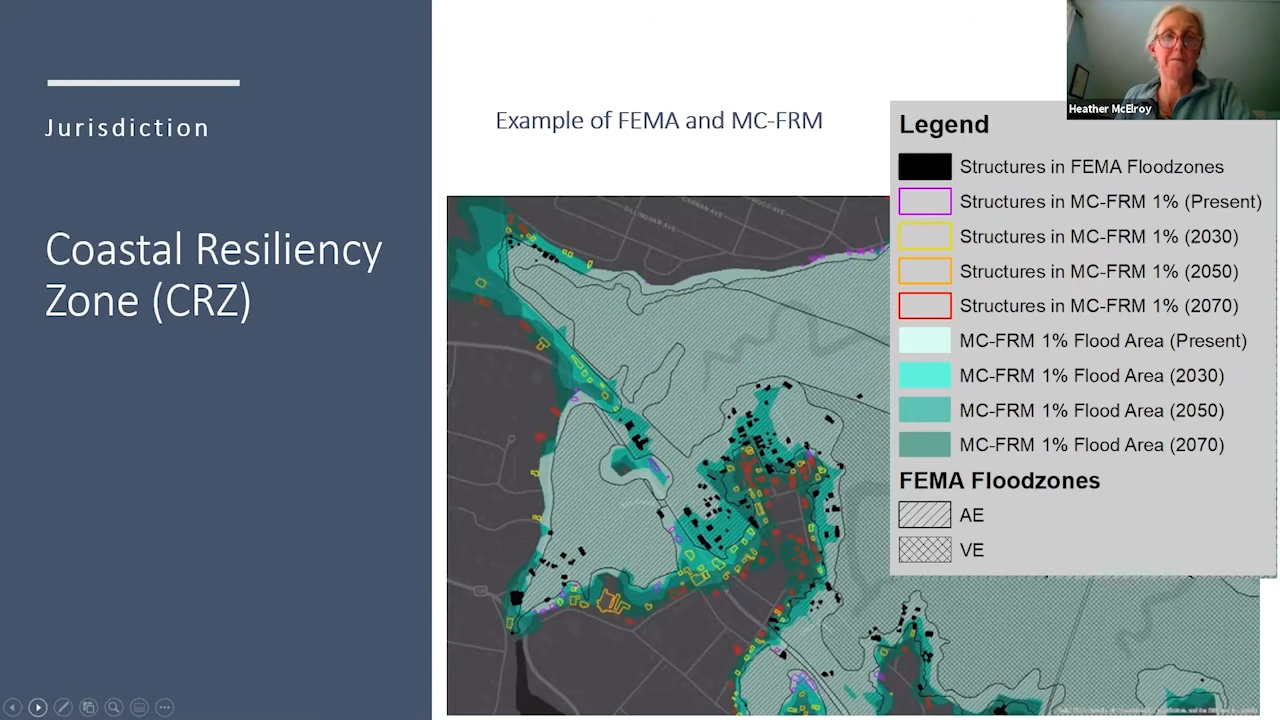 Jurisdiction
Coastal Resiliency
Zone (CRZ)
Example of FEMA and MC-FRM
Heather McElroy
Legend
Structures in FEMA Floodzones
Structures in MC-FRM 1% (Present)
Structures in MC-FRM 1% (2030)
Structures in MC-FRM 1% (2050)
Structures in MC-FRM 1% (2070)
MC-FRM 1% Flood Area (Present)
MC-FRM 1% Flood Area (2030)
MC-FRM 1% Flood Area (2050)
MC-FRM 1% Flood Area (2070)
FEMA Floodzones
AE
VE